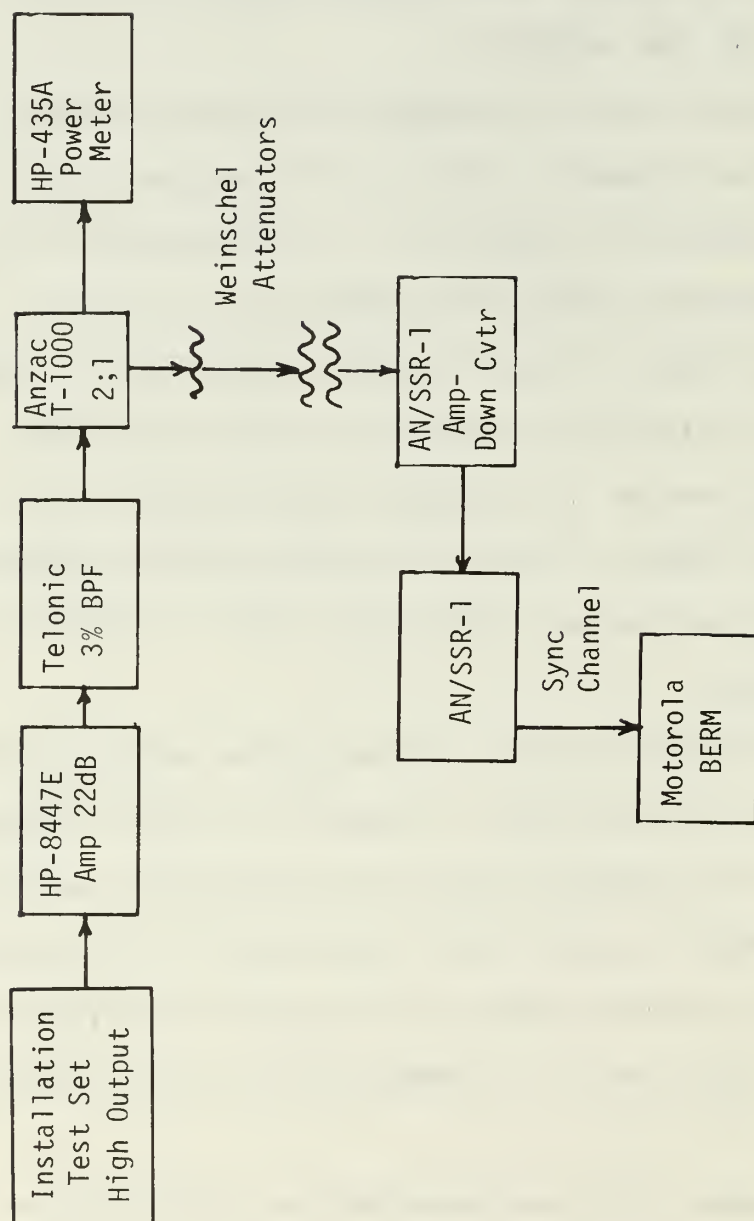 Installation
Test Set
High Output
HP-8447E
Amp 22dB
Telonic
3% BPF
Anzac
T-1000
2;1
HP-435A
Power
Meter
Weinschel
Attenuators
AN/SSR-1
Amp-
Down Cvtr
AN/SSR-1
Sync
Channel
Motorola
BERM